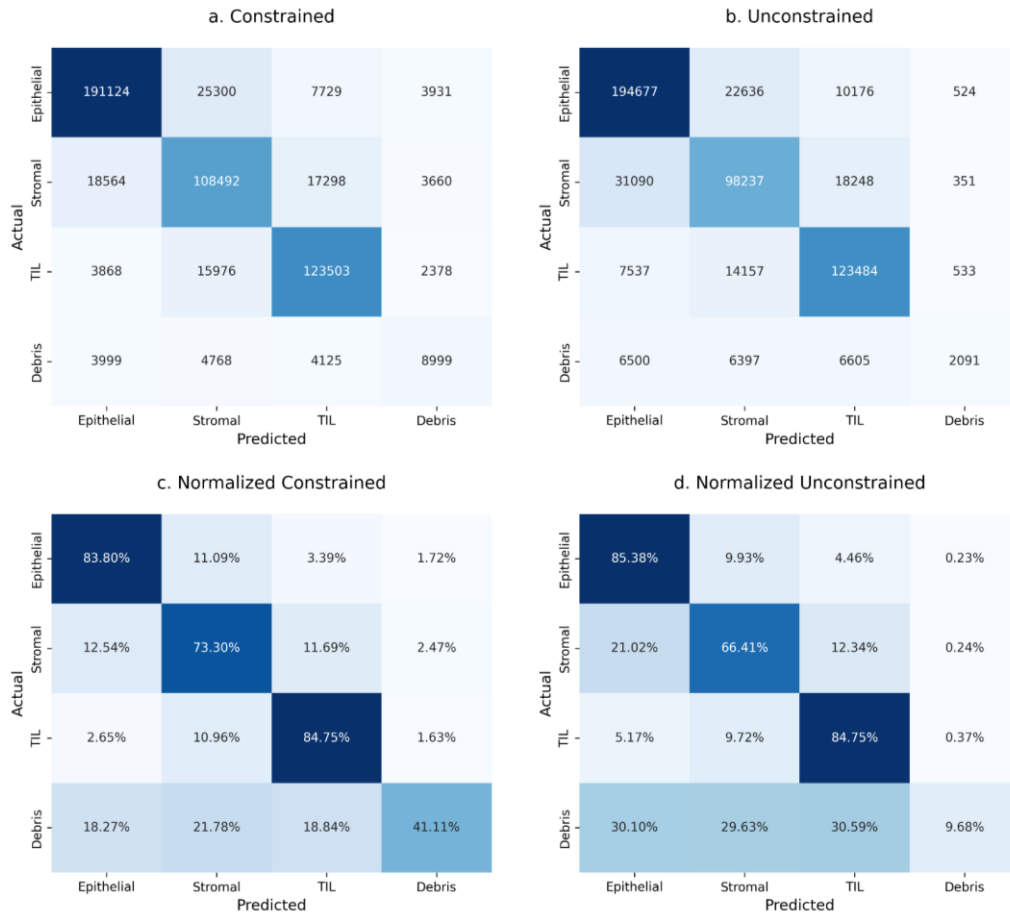 a. Constrained
Actual
Epithelial 191124 25300 7729 3931
Stromal 18564 108492 17298 3660
TIL 3868 15976 123503 2378
Debris 3999 4768 4125 8999
Epithelial Stromal TIL Debris
Predicted
b. Unconstrained
Actual
Epithelial 194677 22636 10176 524
Stromal 31090 98237 18248 351
TIL 7537 14157 123484 533
Debris 6500 6397 6605 2091
Epithelial Stromal TIL Debris
Predicted
c. Normalized Constrained
Actual
Epithelial 83.80% 11.09% 3.39% 1.72%
Stromal 12.54% 73.30% 11.69% 2.47%
TIL 2.65% 10.96% 84.75% 1.63%
Debris 18.27% 21.78% 18.84% 41.11%
Epithelial Stromal TIL Debris
Predicted
d. Normalized Unconstrained
Actual
Epithelial 85.38% 9.93% 4.46% 0.23%
Stromal 21.02% 66.41% 12.34% 0.24%
TIL 5.17% 9.72% 84.75% 0.37%
Debris 30.10% 29.63% 30.59% 9.68%
Epithelial Stromal TIL Debris
Predicted